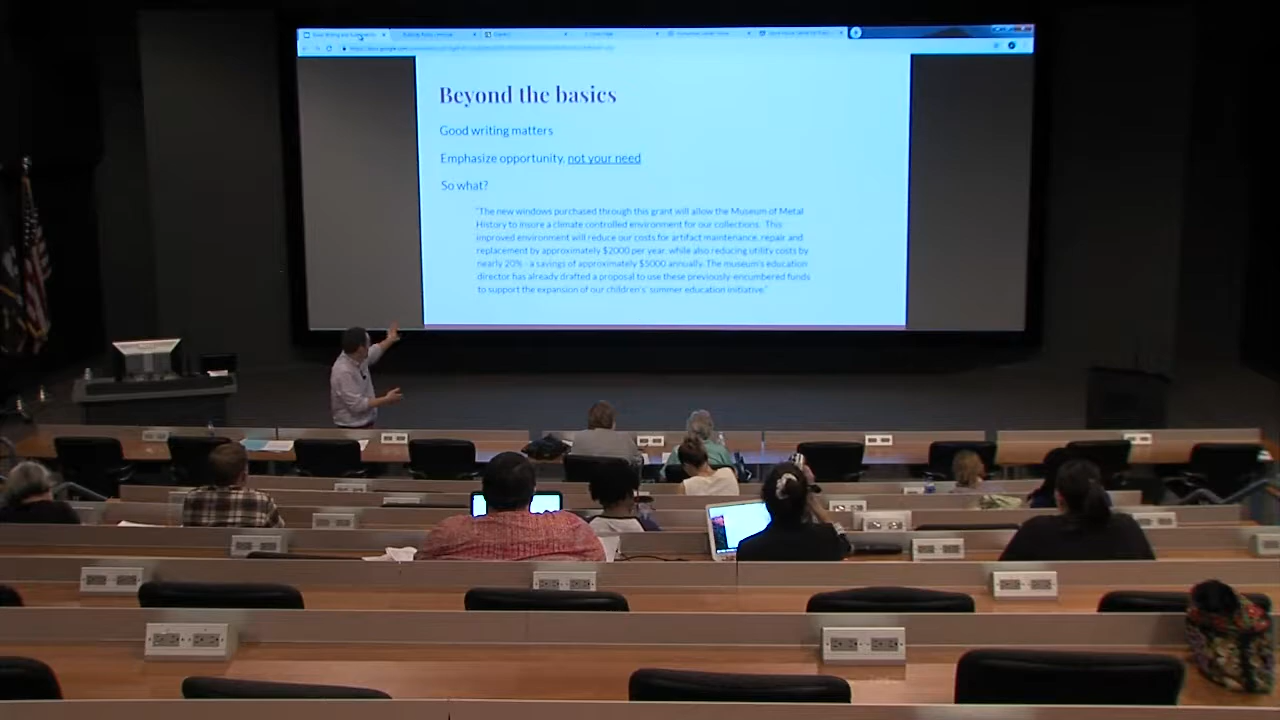 Beyond the basics
Good writing matters
Emphasize opportunity, not your need
So what?
"The new windows purchased through this grant will allow the Museum of Metal
History to insure a climate controlled environment for our collections. This
improved environment will reduce our costs for artifact maintenance, repair and
replacement by approximately $2000 per year, while also reducing utility costs by
nearly 20% - a savings of approximately $5000 annually. The museum's education
director has already drafted a proposal to use these previously-encumbered funds
to support the expansion of our children's summer education initiative."